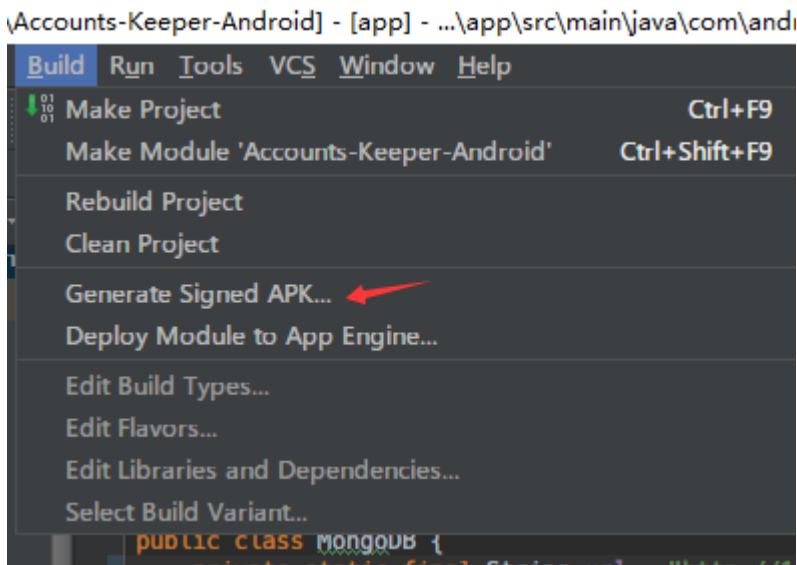 \Accounts-Keeper-Android] - [app] - ...\app\src\main\java\com\andr
Build Run Tools VCS Window Help
Make Project Ctrl+F9
Make Module 'Accounts-Keeper-Android' Ctrl+Shift+F9
Rebuild Project
Clean Project
Generate Signed APK...
Deploy Module to App Engine...
Edit Build Types...
Edit Flavors...
Edit Libraries and Dependencies...
Select Build Variant...
public class MongoDB {